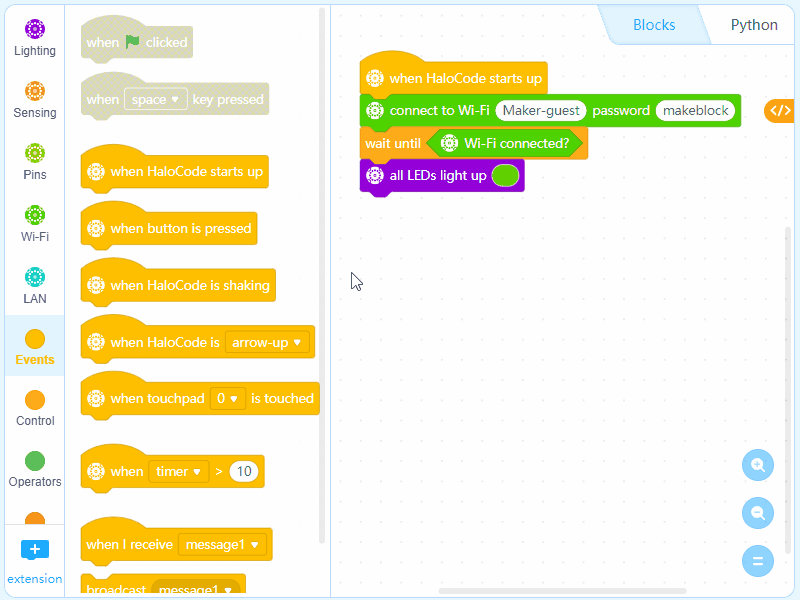 Lighting
Sensing
Pins
Wi-Fi
LAN
Events
Control
Operators
extension
when clicked
when space ▼ key pressed
when HaloCode starts up
when button is pressed
when HaloCode is shaking
when HaloCode is arrow-up ▼
when touchpad 0 ▼ is touched
when timer ▼ > 10
when I receive message1 ▼
broadcast message1 ▼
Blocks Python
when HaloCode starts up
connect to Wi-Fi Maker-guest password makeblock
wait until Wi-Fi connected?
all LEDs light up
</>